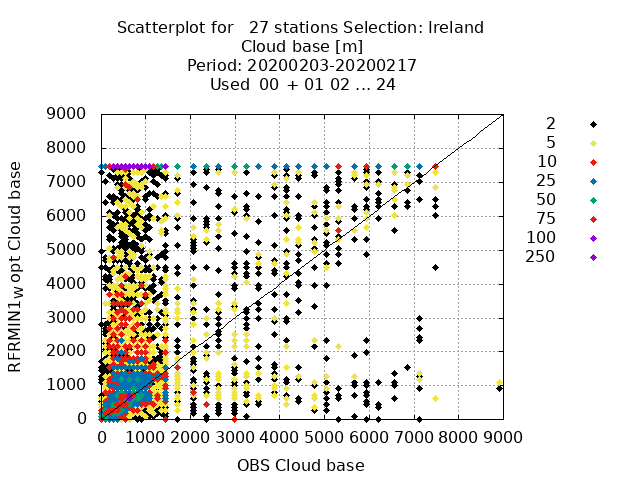 Scatterplot for   27 stations Selection: Ireland
Cloud base [m]
Period: 20200203-20200217
Used  00 + 01 02 ... 24
9000
8000
7000
6000
5000
4000
3000
2000
1000
0
0 1000 2000 3000 4000 5000 6000 7000 8000 9000
RFRMIN1W opt Cloud base
OBS Cloud base
2
5
10
25
50
75
100
250